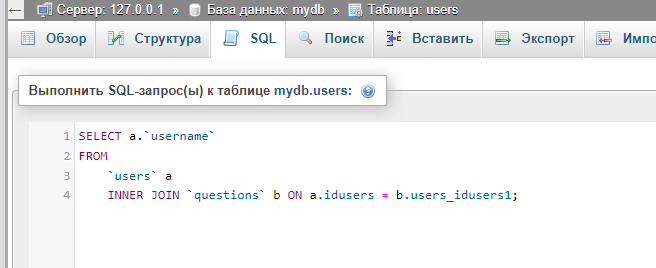 ← Сервер: 127.0.0.1 » База данных: mydb » Таблица: users
Обзор Структура SQL Поиск Вставить Экспорт Импо
Выполнить SQL-запрос(ы) к таблице mydb.users:
1 SELECT a.`username`
2 FROM
3 `users` a
4 INNER JOIN `questions` b ON a.idusers = b.users_idusers1;